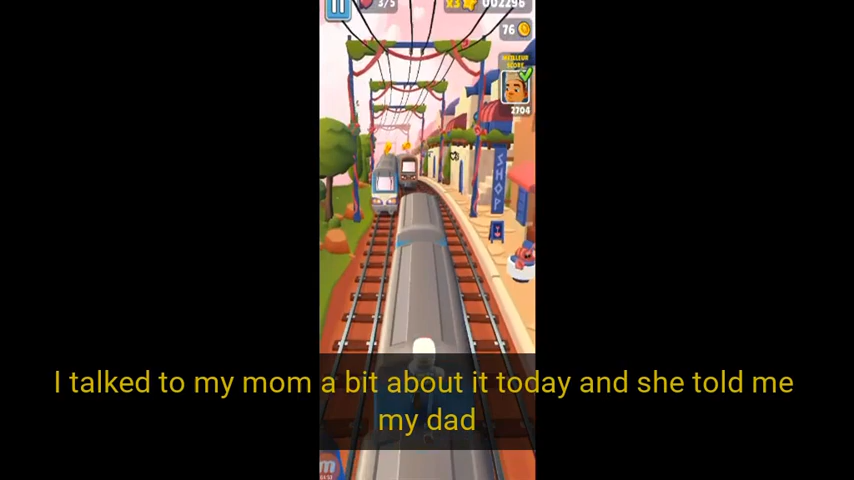 3/5
x3
002296
76
MEILLEUR
SCORE
2704
SHOP
I talked to my mom a bit about it today and she told me
my dad